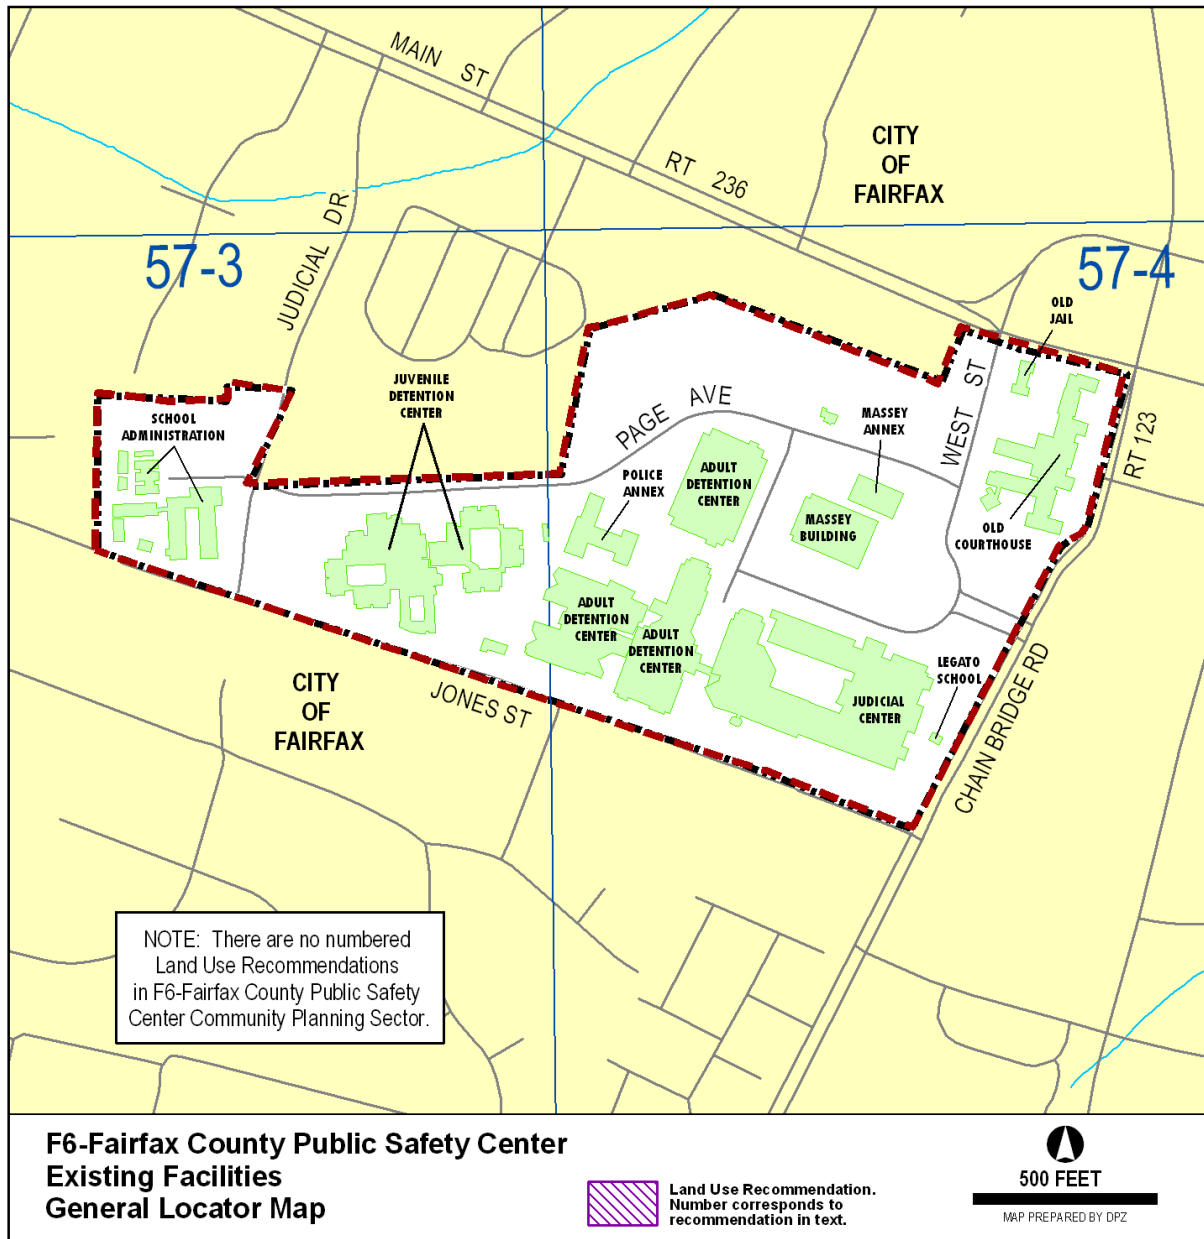 MAIN ST
CITY
OF
FAIRFAX
RT 236
JUDICIAL DR
57-3
57-4
OLD
JAIL
JUVENILE
DETENTION
CENTER
PAGE AVE
WEST ST
MASSEY
ANNEX
SCHOOL
ADMINISTRATION
RT 123
POLICE
ANNEX
ADULT
DETENTION
CENTER
MASSEY
BUILDING
OLD
COURTHOUSE
ADULT
DETENTION
CENTER
ADULT
DETENTION
CENTER
LEGATO
SCHOOL
JUDICIAL
CENTER
CITY
OF
FAIRFAX
JONES ST
CHAIN BRIDGE RD
NOTE: There are no numbered
Land Use Recommendations
in F6-Fairfax County Public Safety
Center Community Planning Sector.
F6-Fairfax County Public Safety Center
Existing Facilities
General Locator Map
Land Use Recommendation.
Number corresponds to
recommendation in text.
500 FEET
MAP PREPARED BY DPZ